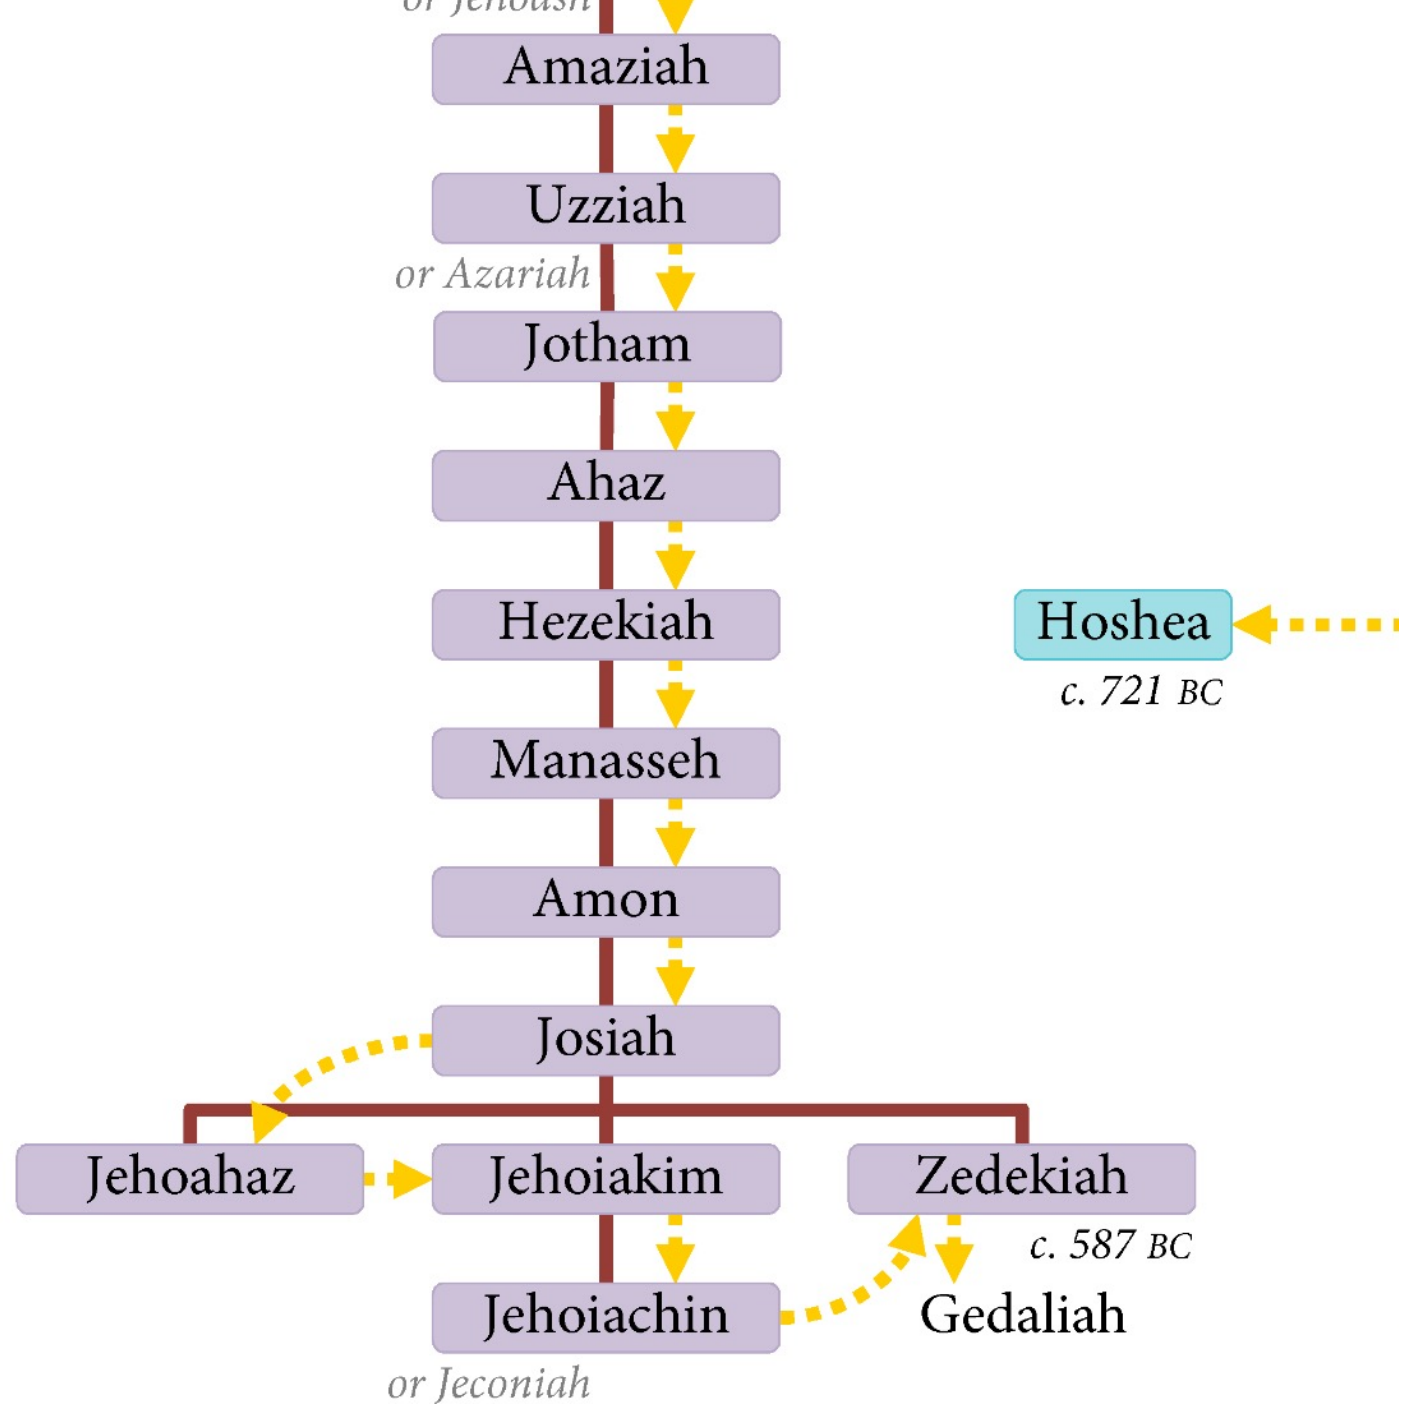 Amaziah
Uzziah
or Azariah
Jotham
Ahaz
Hezekiah
Hoshea
c. 721 BC
Manasseh
Amon
Josiah
Jehoahaz
Jehoiakim
Zedekiah
c. 587 BC
Jehoiachin
Gedaliah
or Jeconiah